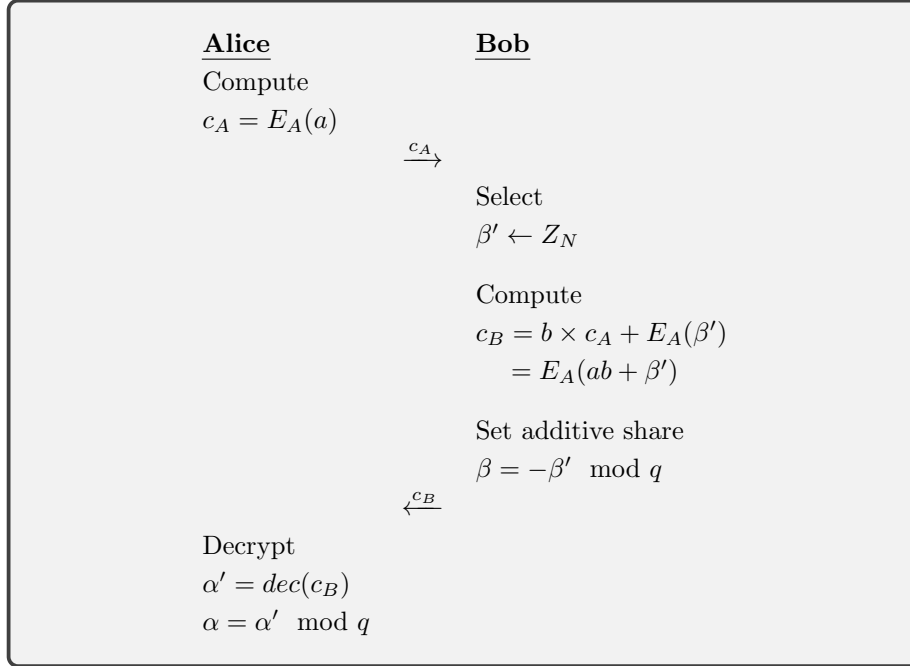 Alice Bob
Compute
c_A = E_A(a)
c_A
⟶
Select
β′ ← Z_N
Compute
c_B = b × c_A + E_A(β′)
= E_A(ab + β′)
Set additive share
β = −β′ mod q
c_B
⟵
Decrypt
α′ = dec(c_B)
α = α′ mod q